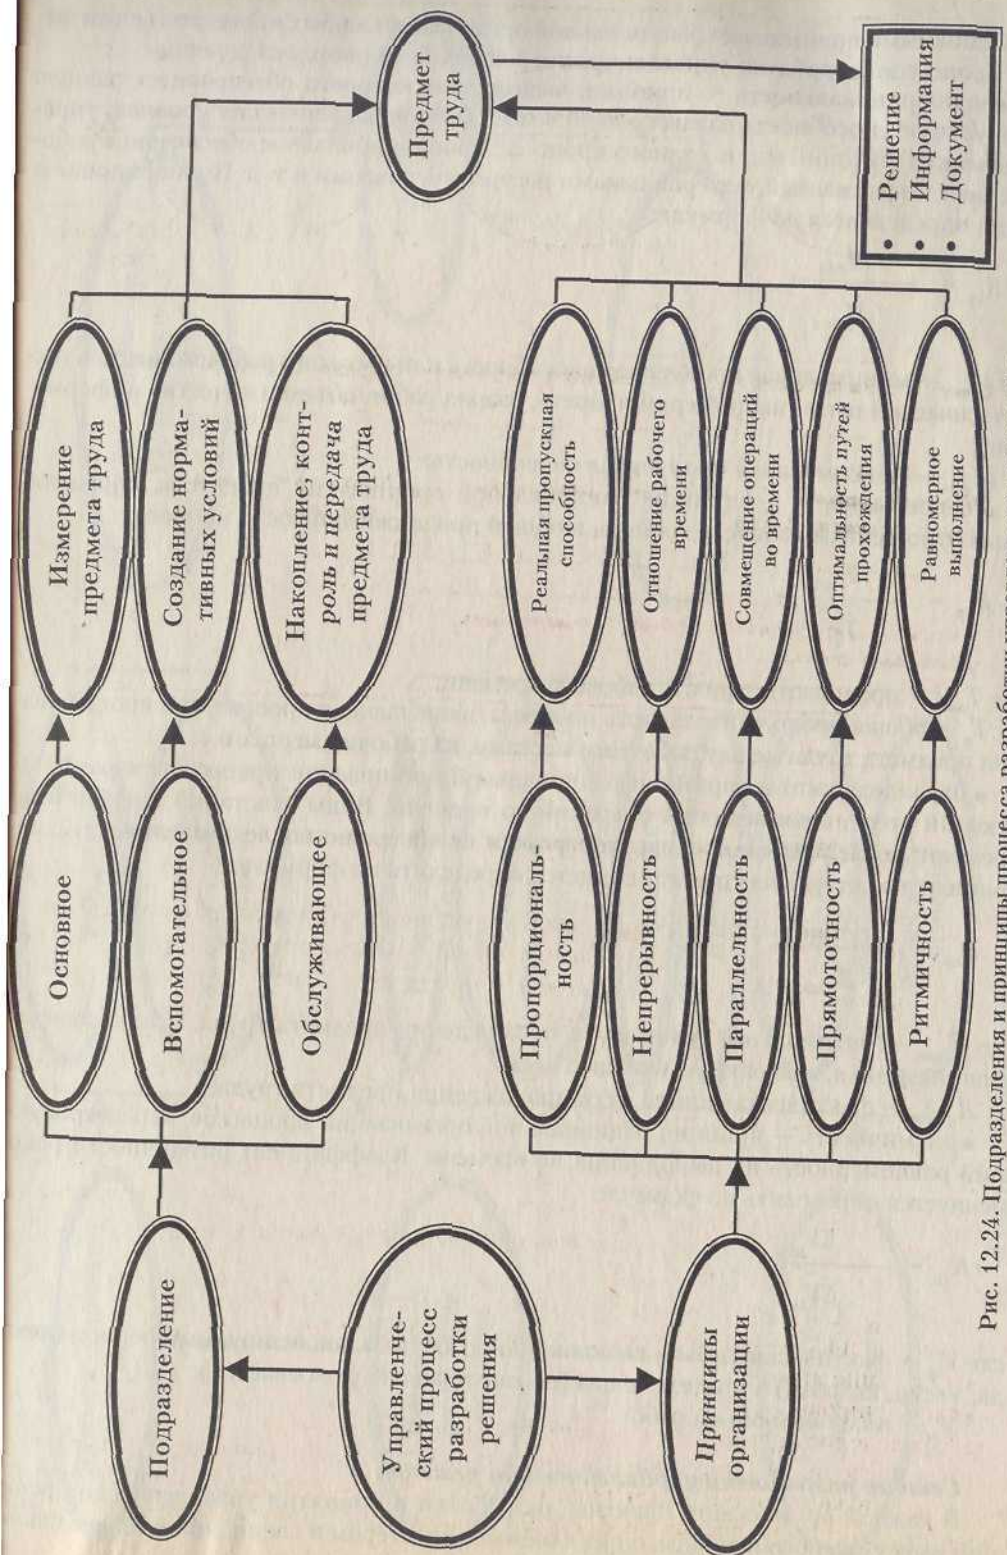 Подразделение
Управленче-
ский процесс
разработки
решения
Принципы
организации
Основное
Вспомогательное
Обслуживающее
Пропорциональ-
ность
Непрерывность
Параллельность
Прямоточность
Ритмичность
Измерение
предмета труда
Создание норма-
тивных условий
Накопление, конт-
роль и передача
предмета труда
Реальная пропускная
способность
Отношение рабочего
времени
Совмещение операций
во времени
Оптимальность путей
прохождения
Равномерное
выполнение
Предмет
труда
• Решение
• Информация
• Документ
Рис. 12.24. Подразделения и принципы процесса разработки